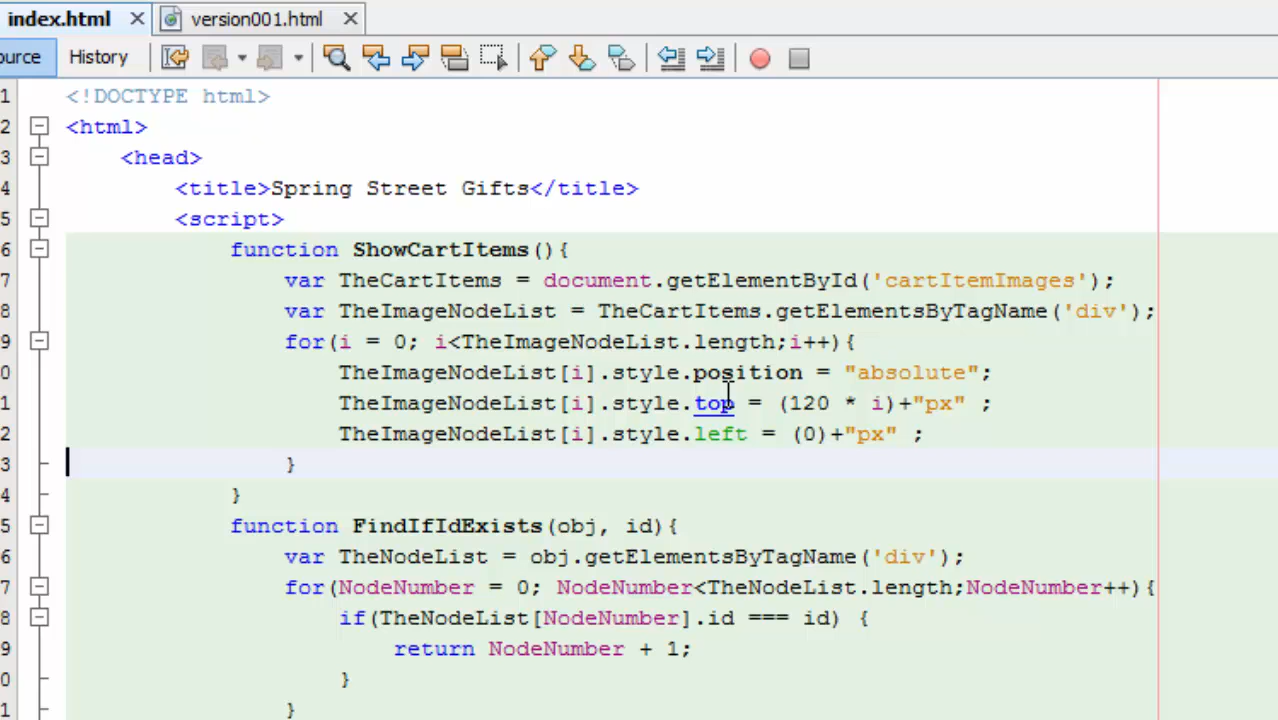 index.html version001.html
ource History
1 <!DOCTYPE html>
2 <html>
3 <head>
4 <title>Spring Street Gifts</title>
5 <script>
6 function ShowCartItems(){
7 var TheCartItems = document.getElementById('cartItemImages');
8 var TheImageNodeList = TheCartItems.getElementsByTagName('div');
9 for(i = 0; i<TheImageNodeList.length;i++){
0 TheImageNodeList[i].style.position = "absolute";
1 TheImageNodeList[i].style.top = (120 * i)+"px" ;
2 TheImageNodeList[i].style.left = (0)+"px" ;
3 }
4 }
5 function FindIfIdExists(obj, id){
6 var TheNodeList = obj.getElementsByTagName('div');
7 for(NodeNumber = 0; NodeNumber<TheNodeList.length;NodeNumber++){
8 if(TheNodeList[NodeNumber].id === id) {
9 return NodeNumber + 1;
0 }
1 }